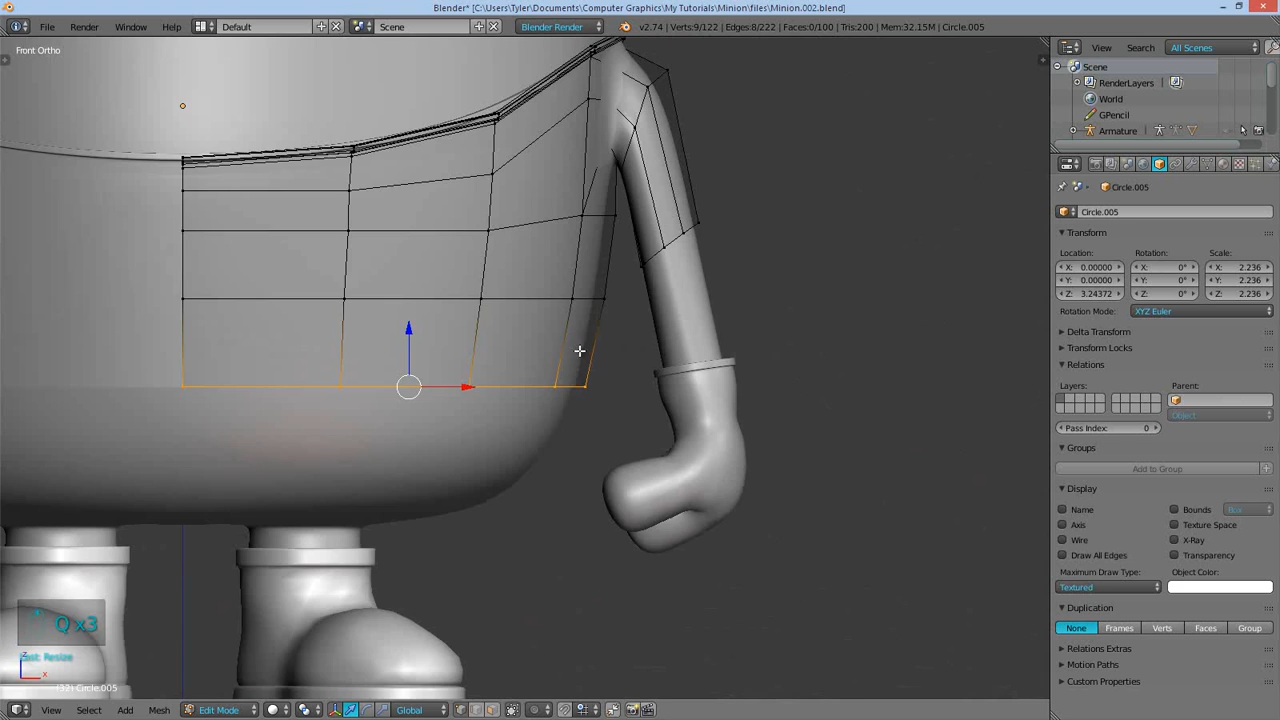 Blender* [C:\Users\Tyler\Documents\Computer Graphics\My Tutorials\Minion\files\Minion.002.blend]
File Render Window Help Default Scene Blender Render v2.74 | Verts:9/122 | Edges:8/222 | Faces:0/100 | Tris:200 | Mem:32.15M | Circle.005
Front Ortho
View Search All Scenes
Scene
RenderLayers
World
GPencil
Armature
Circle.005
Circle.005
Transform
Location: Rotation: Scale:
X: 0.00000 X: 0° X: 2.236
Y: 0.00000 Y: 0° Y: 2.236
Z: 3.24372 Z: 0° Z: 2.236
Rotation Mode: XYZ Euler
Delta Transform
Transform Locks
Relations
Layers: Parent:
Pass Index: 0
Groups
Add to Group
Display
Name Bounds Box
Axis Texture Space
Wire X-Ray
Draw All Edges Transparency
Maximum Draw Type: Object Color:
Textured
Duplication
None Frames Verts Faces Group
Relations Extras
Motion Paths
Custom Properties
Q x3
Last: Resize
z
x
(32) Circle.005
View Select Add Mesh Edit Mode Global